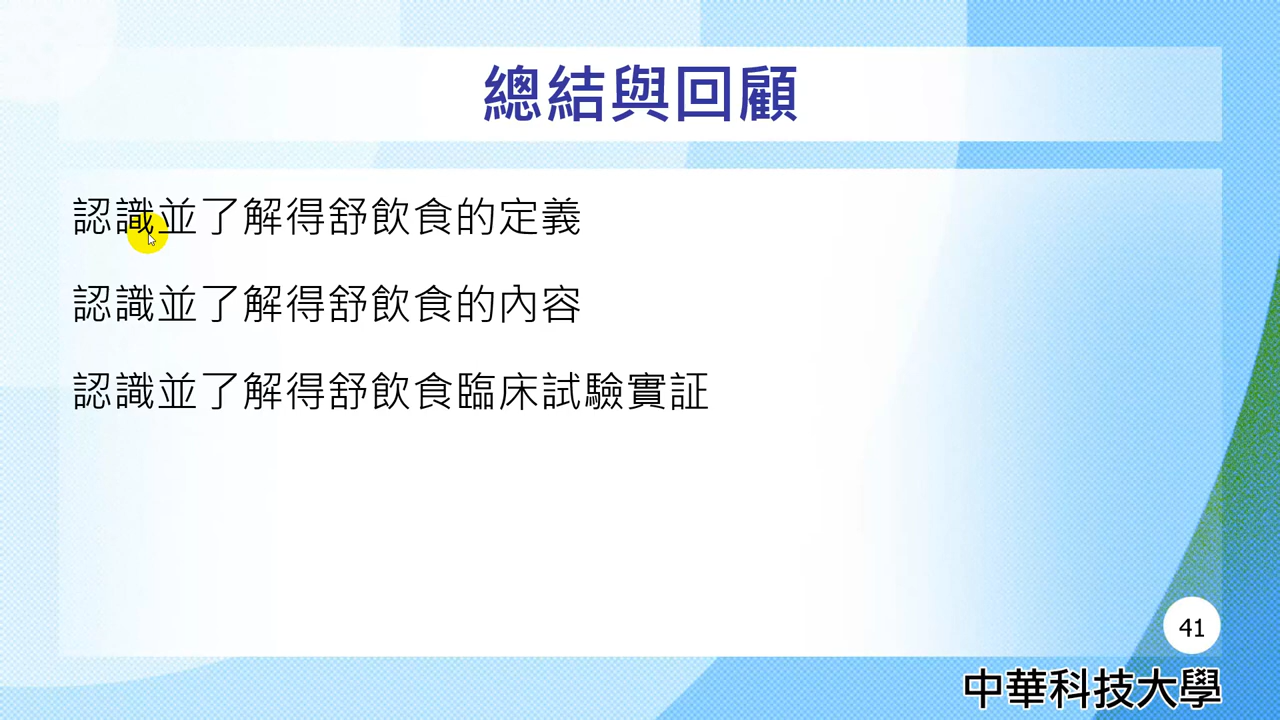 總結與回顧
認識並了解得舒飲食的定義
認識並了解得舒飲食的內容
認識並了解得舒飲食臨床試驗實証
41
中華科技大學